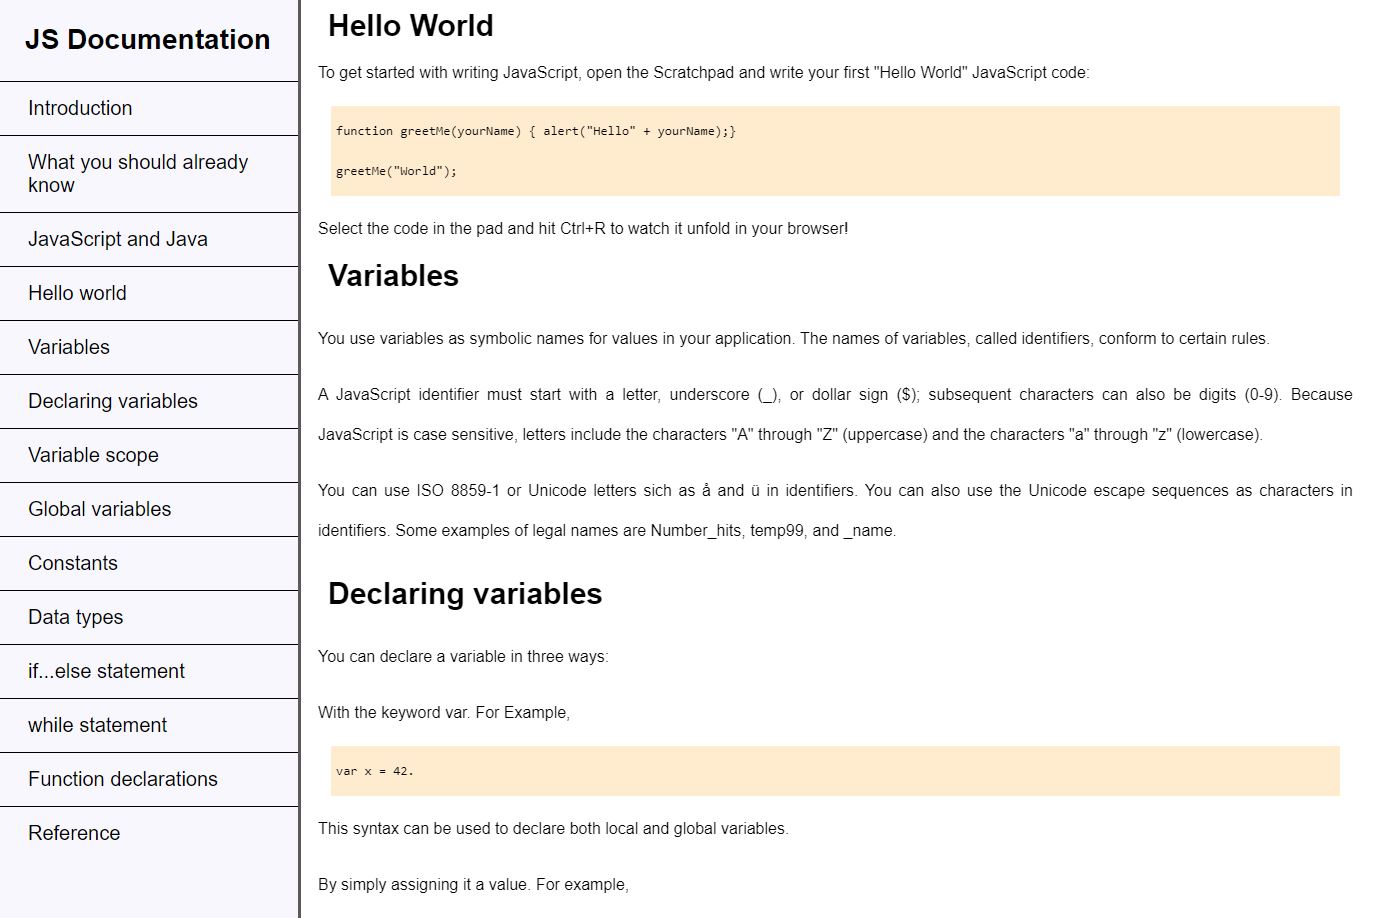 JS Documentation
Introduction
What you should already
know
JavaScript and Java
Hello world
Variables
Declaring variables
Variable scope
Global variables
Constants
Data types
if...else statement
while statement
Function declarations
Reference
Hello World
To get started with writing JavaScript, open the Scratchpad and write your first "Hello World" JavaScript code:
function greetMe(yourName) { alert("Hello" + yourName);}
greetMe("World");
Select the code in the pad and hit Ctrl+R to watch it unfold in your browser!
Variables
You use variables as symbolic names for values in your application. The names of variables, called identifiers, conform to certain rules.
A JavaScript identifier must start with a letter, underscore (_), or dollar sign ($); subsequent characters can also be digits (0-9). Because
JavaScript is case sensitive, letters include the characters "A" through "Z" (uppercase) and the characters "a" through "z" (lowercase).
You can use ISO 8859-1 or Unicode letters sich as å and ü in identifiers. You can also use the Unicode escape sequences as characters in
identifiers. Some examples of legal names are Number_hits, temp99, and _name.
Declaring variables
You can declare a variable in three ways:
With the keyword var. For Example,
var x = 42.
This syntax can be used to declare both local and global variables.
By simply assigning it a value. For example,